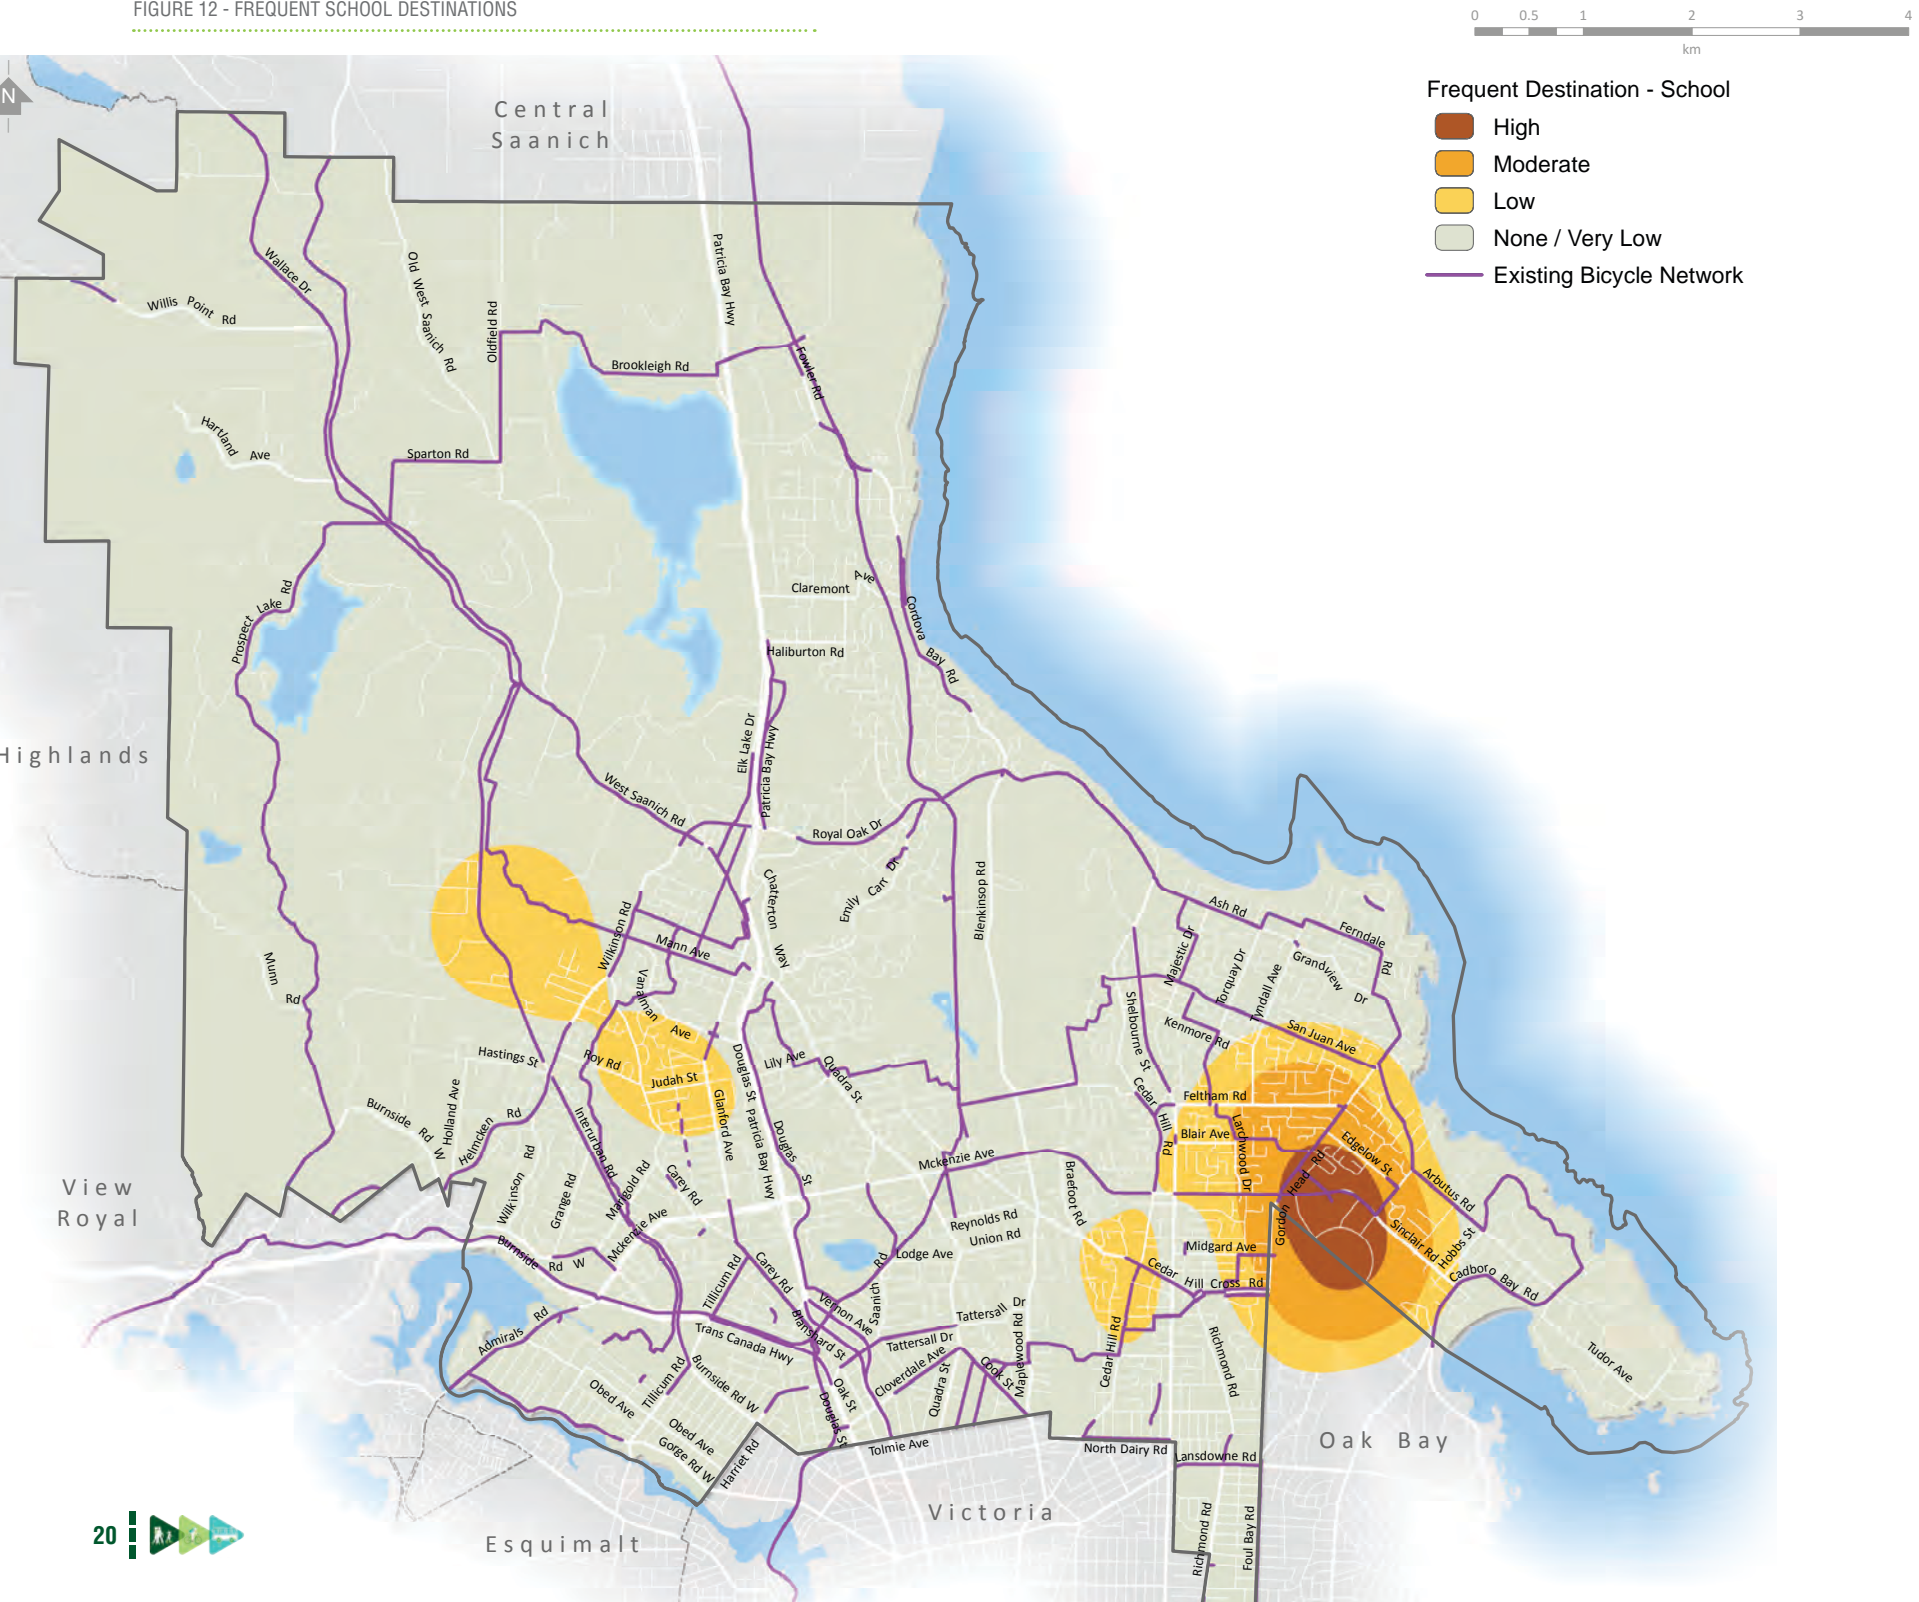 FIGURE 12 - FREQUENT SCHOOL DESTINATIONS
0 0.5 1 2 3 4
km
N
Frequent Destination - School
High
Moderate
Low
None / Very Low
Existing Bicycle Network
Central
Saanich
Highlands
View
Royal
Esquimalt
Victoria
Oak Bay
Wallace Dr
Willis Point Rd
Old West Saanich Rd
Oldfield Rd
Patricia Bay Hwy
Brookleigh Rd
Fowler Rd
Hartland Ave
Sparton Rd
Claremont Ave
Cordova Bay Rd
Haliburton Rd
Prospect Lake Rd
Elk Lake Dr
Patricia Bay Hwy
West Saanich Rd
Royal Oak Dr
Emily Carr Dr
Chatterton Way
Blenkinsop Rd
Wilkinson Rd
Mann Ave
Vanalman Ave
Munn Rd
Ash Rd
Ferndale Rd
Majestic Dr
Torquay Dr
Tyndall Ave
Grandview Dr
San Juan Ave
Kenmore Rd
Shelbourne St
Hastings St
Roy Rd
Judah St
Glanford Ave
Douglas St
Patricia Bay Hwy
Lily Ave
Quadra St
Cedar Hill Rd
Feltham Rd
Blair Ave
Larchwood Dr
Edgelow St
Gordon Head Rd
Arbutus Rd
Sinclair Rd
Hobbs St
Cadboro Bay Rd
Tudor Ave
Burnside Rd W
Holland Ave
Helmcken Rd
Interurban Rd
Wilkinson Rd
Grange Rd
Marigold Rd
Carey Rd
Mckenzie Ave
Douglas St
Mckenzie Ave
Braefoot Rd
Reynolds Rd
Union Rd
Lodge Ave
Midgard Ave
Cedar Hill Cross Rd
Burnside Rd W
Tillicum Rd
Carey Rd
Vernon Ave
Saanich Rd
Blanshard St
Tattersall Dr
Tattersall Dr
Maplewood Rd
Cedar Hill Rd
Richmond Rd
Admirals Rd
Trans Canada Hwy
Cloverdale Ave
Cook St
Quadra St
Oak St
Douglas St
Tillicum Rd
Burnside Rd W
Obed Ave
Obed Ave
Gorge Rd W
Harriet Rd
Tolmie Ave
North Dairy Rd
Lansdowne Rd
Richmond Rd
Foul Bay Rd
20